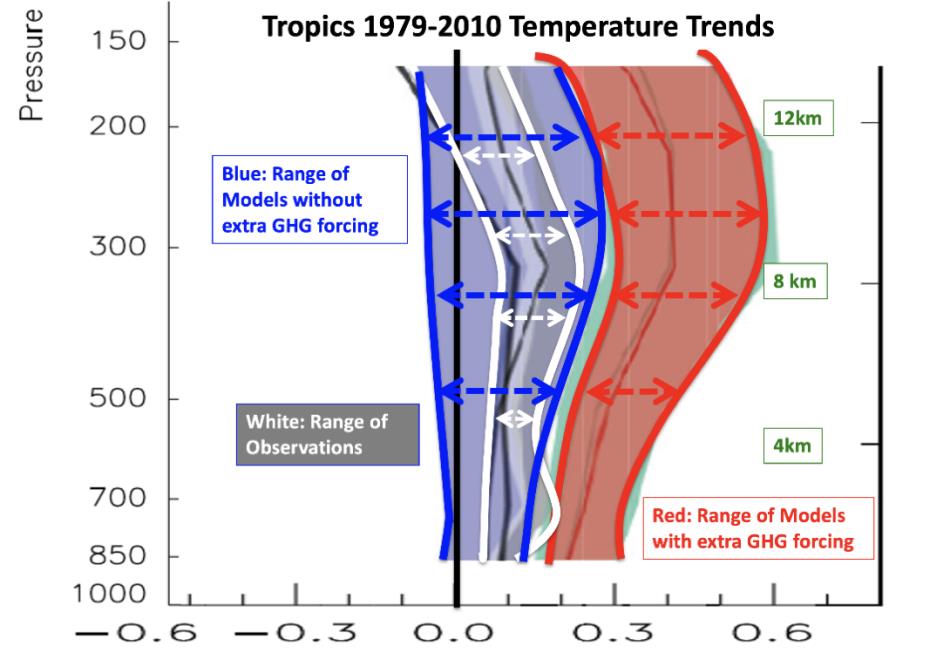 Tropics 1979-2010 Temperature Trends
Pressure
150
200
300
500
700
850
1000
12km
8 km
4km
Blue: Range of
Models without
extra GHG forcing
White: Range of
Observations
Red: Range of Models
with extra GHG forcing
−0.6 −0.3 0.0 0.3 0.6